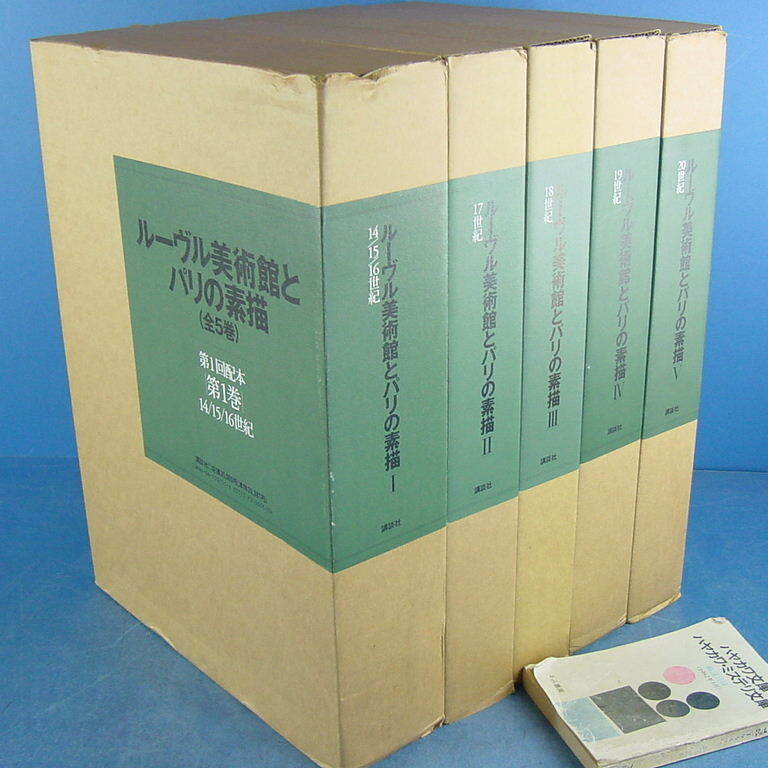 ルーヴル美術館と
パリの素描
(全5巻)
第1回配本
第1巻
14/15/16世紀
14/15/16世紀
ルーヴル美術館とパリの素描 I
講談社
17世紀
ルーヴル美術館とパリの素描 II
講談社
18世紀
ルーヴル美術館とパリの素描 III
講談社
19世紀
ルーヴル美術館とパリの素描 IV
講談社
20世紀
ルーヴル美術館とパリの素描 V
講談社
ハヤカワ文庫
ハヤカワ・ミステリ文庫